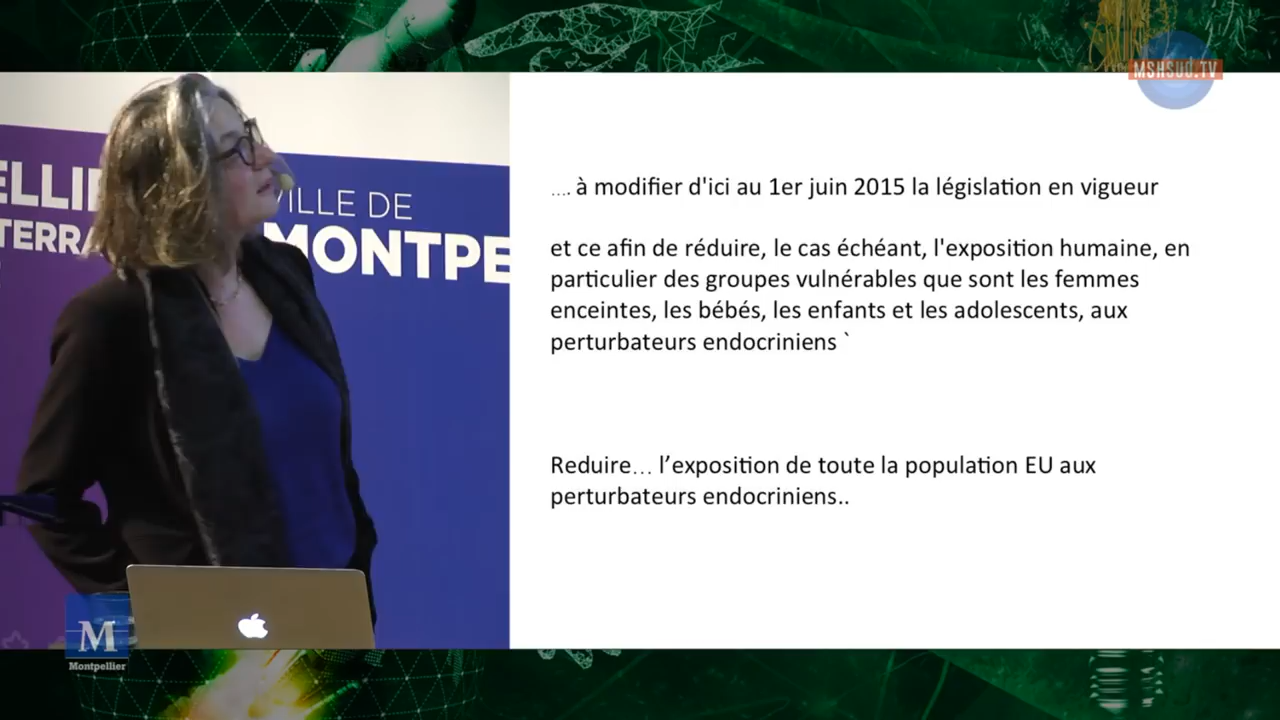 MSHSUD.TV
ELLIE
TERRA
VILLE DE
MONTPE
.... à modifier d'ici au 1er juin 2015 la législation en vigueur
et ce afin de réduire, le cas échéant, l'exposition humaine, en
particulier des groupes vulnérables que sont les femmes
enceintes, les bébés, les enfants et les adolescents, aux
perturbateurs endocriniens `
Reduire... l’exposition de toute la population EU aux
perturbateurs endocriniens..
M
Montpellier